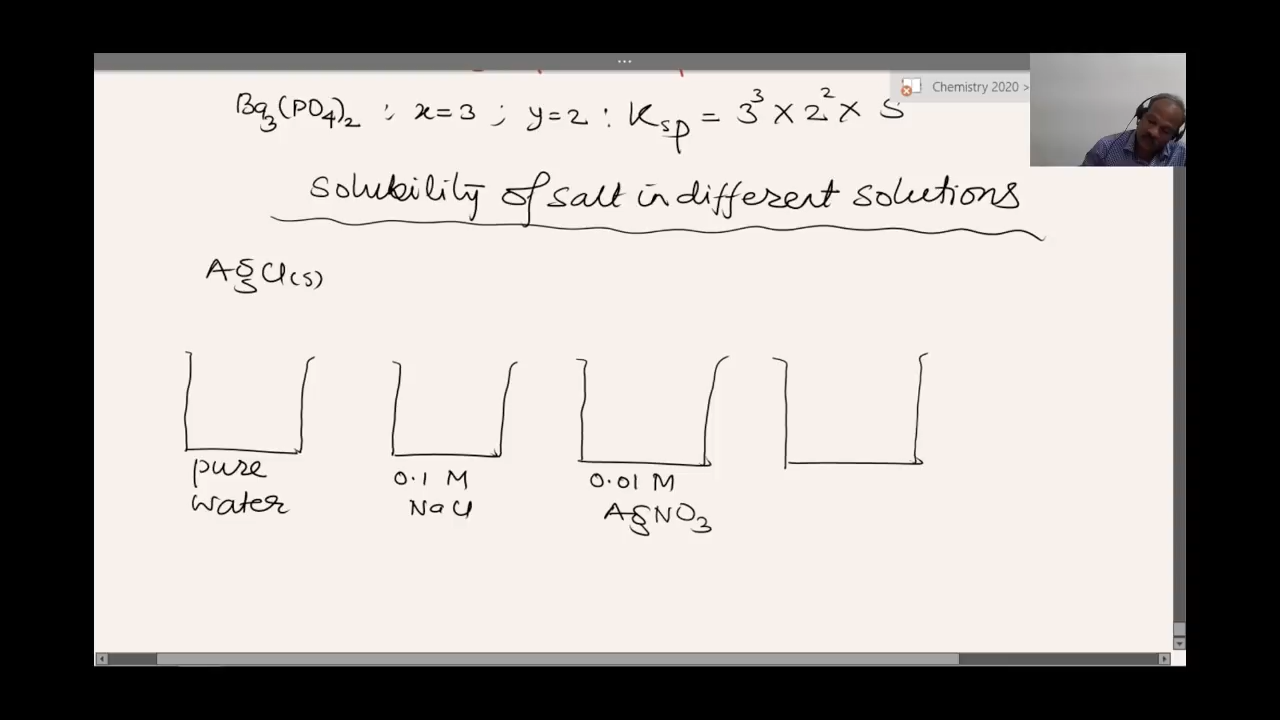 Chemistry 2020 >
Ba3(PO4)2 ; x=3 ; y=2 : Ksp = 3^3 X 2^2 X S
solubility of salt in different solutions
AgCl(s)
pure water
0.1 M NaCl
0.01 M AgNO3